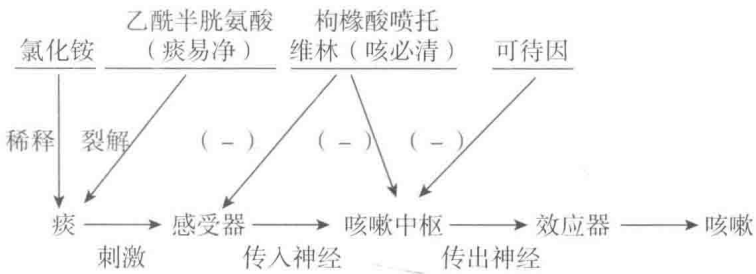 乙酰半胱氨酸 枸橼酸喷托
氯化铵 （痰易净） 维林（咳必清） 可待因
稀释 裂解 （－） （－） （－）
痰 感受器 咳嗽中枢 效应器 咳嗽
刺激 传入神经 传出神经